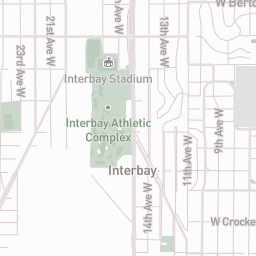 W Berto
21st Ave W
Ave W
13th Ave W
23rd Ave W
Interbay Stadium
Interbay Athletic
Complex
9th Ave W
11th Ave W
Interbay
14th Ave W
W Crocke